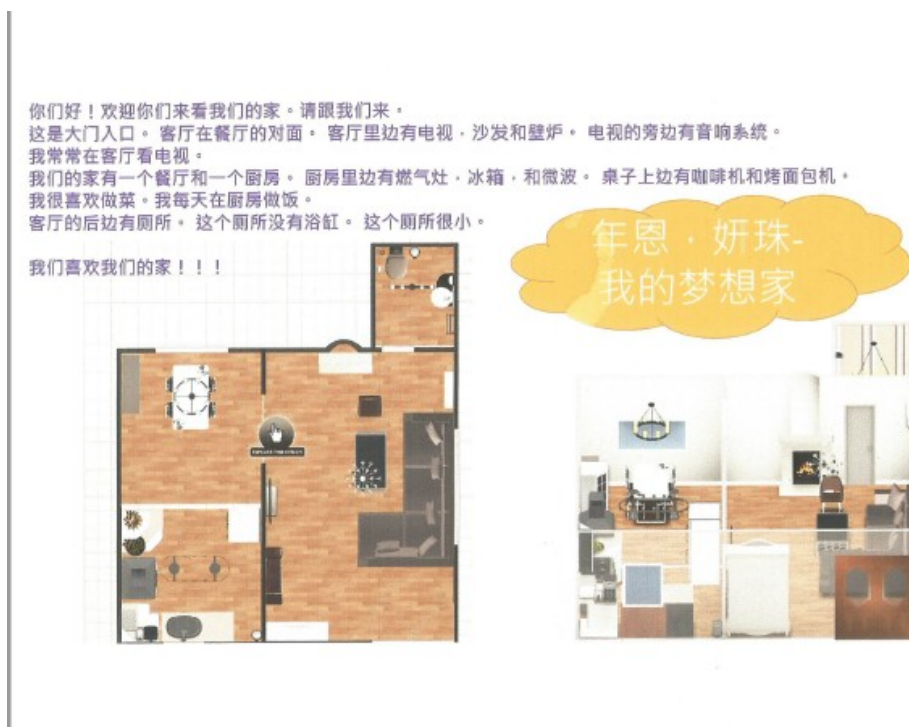 你们好！欢迎你们来看我们的家。请跟我们来。
这是大门入口。 客厅在餐厅的对面。 客厅里边有电视，沙发和壁炉。 电视的旁边有音响系统。
我常常在客厅看电视。
我们的家有一个餐厅和一个厨房。 厨房里边有燃气灶，冰箱，和微波。 桌子上边有咖啡机和烤面包机。
我很喜欢做菜。我每天在厨房做饭。
客厅的后边有厕所。 这个厕所没有浴缸。 这个厕所很小。
我们喜欢我们的家！！！
年恩，妍珠-
我的梦想家